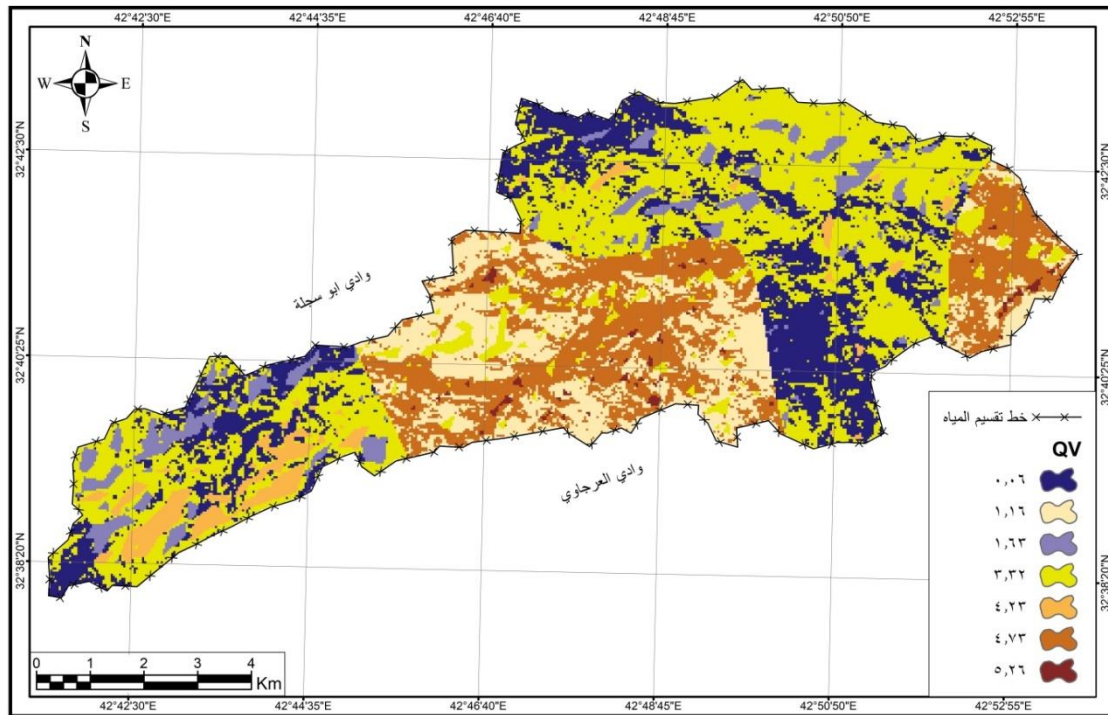 42°42'30"E 42°44'35"E 42°46'40"E 42°48'45"E 42°50'50"E 42°52'55"E
N
W E
S
32°42'30"N
32°42'30"N
وادي ابو سجلة
32°40'25"N
32°40'25"N
خط تقسيم المياه
QV
٠,٠٦
وادي العرجاوي
١,١٦
١,٦٣
٣,٣٢
32°38'20"N
32°38'20"N
٤,٢٣
٤,٧٣
٥,٢٦
0 1 2 3 4
Km
42°42'30"E 42°44'35"E 42°46'40"E 42°48'45"E 42°50'50"E 42°52'55"E